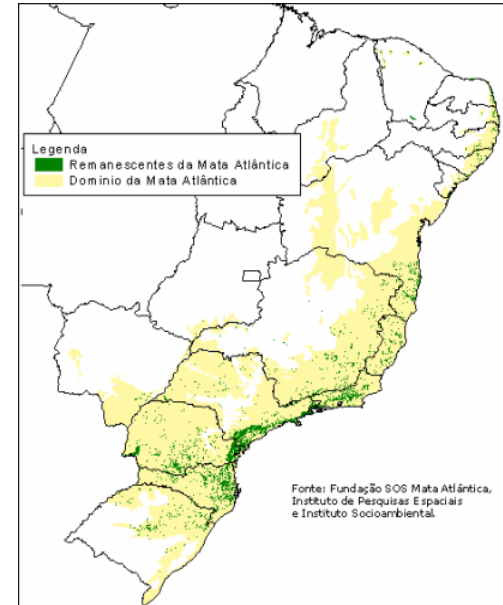 Legenda
Remanescentes da Mata Atlântica
Dominio da Mata Atlântica
Fonte: Fundação SOS Mata Atlântica,
Instituto de Pesquisas Espaciais
e Instituto Socioambiental.